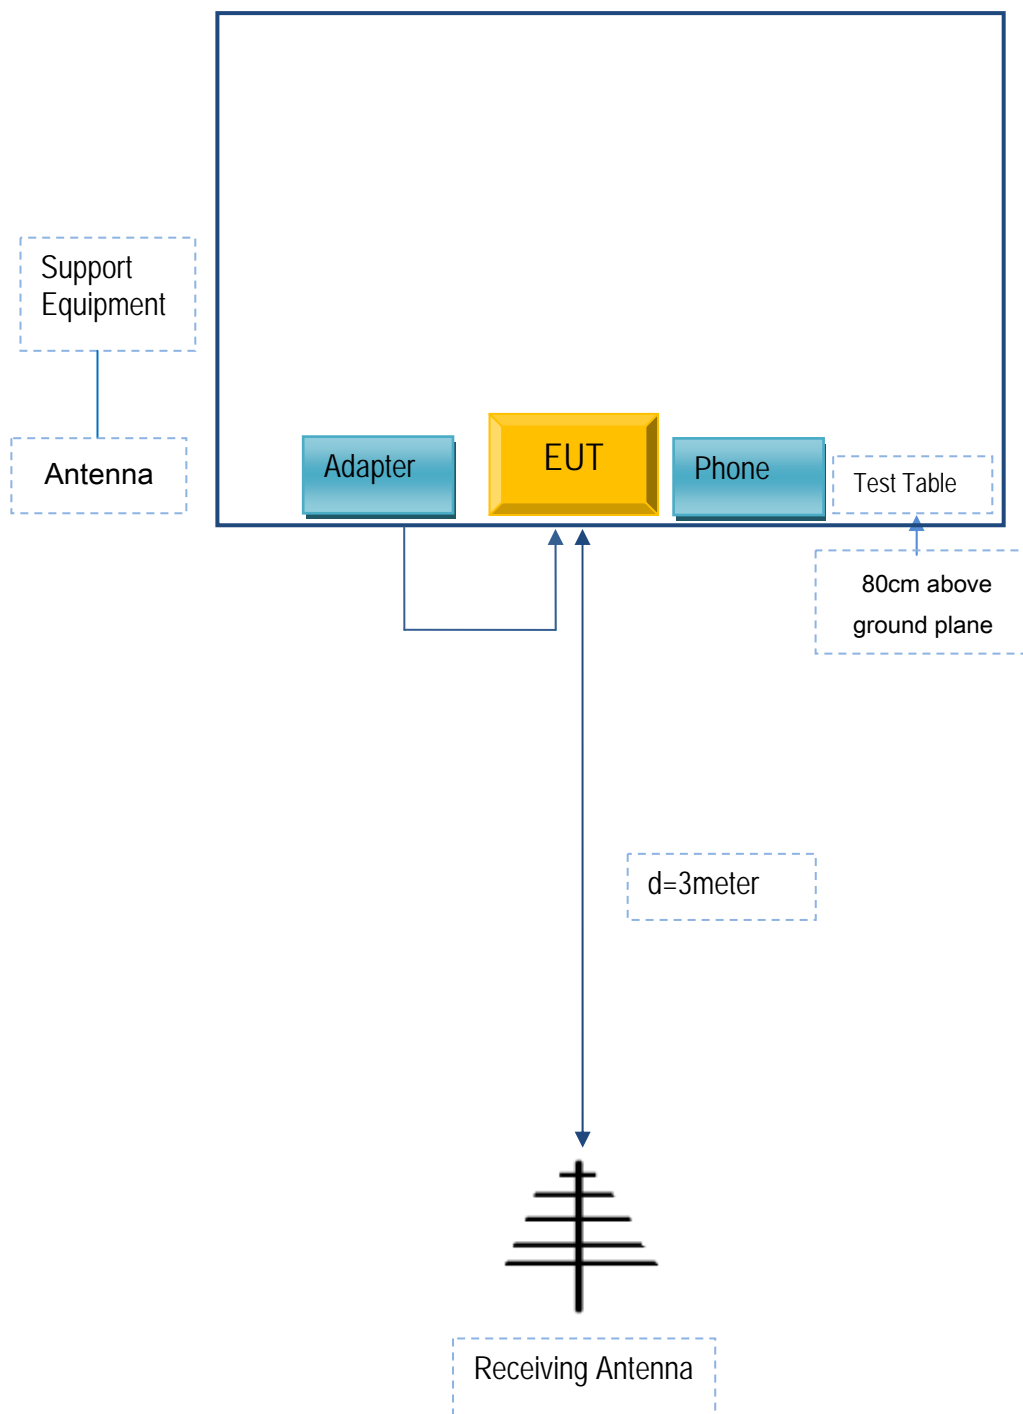 Support
Equipment
Antenna
Adapter
EUT
Phone
Test Table
80cm above
ground plane
d=3meter
Receiving Antenna